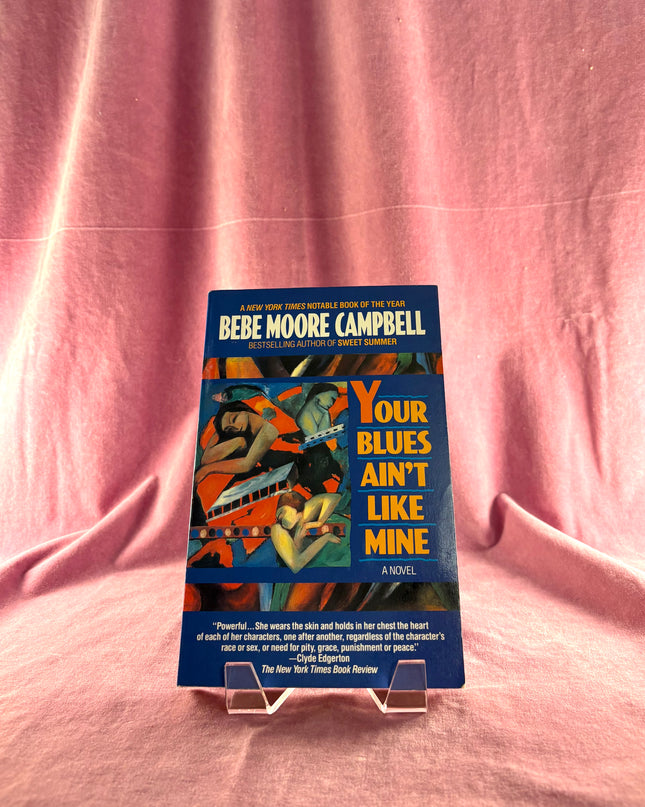 A NEW YORK TIMES NOTABLE BOOK OF THE YEAR
BEBE MOORE CAMPBELL
BESTSELLING AUTHOR OF SWEET SUMMER
YOUR
BLUES
AIN'T
LIKE
MINE
A NOVEL
"Powerful...She wears the skin and holds in her chest the heart
of each of her characters, one after another, regardless of the character's
race or sex, or need for pity, grace, punishment or peace."
—Clyde Edgerton
The New York Times Book Review